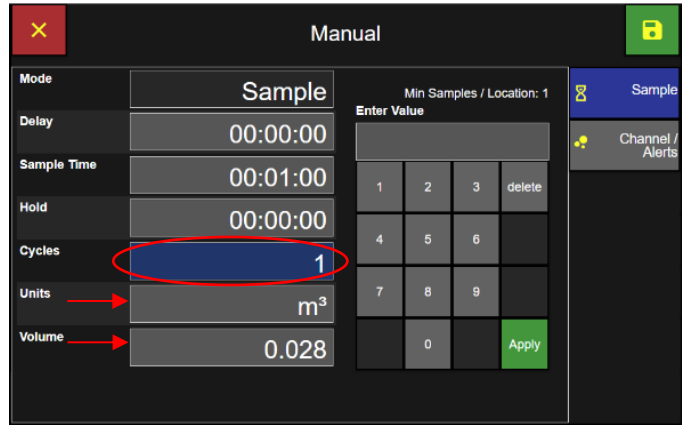 Manual
Mode
Sample
Delay
00:00:00
Sample Time
00:01:00
Hold
00:00:00
Cycles
1
Units
m³
Volume
0.028
Min Samples / Location: 1
Enter Value
1 2 3 delete
4 5 6
7 8 9
0 Apply
Sample
Channel /
Alerts